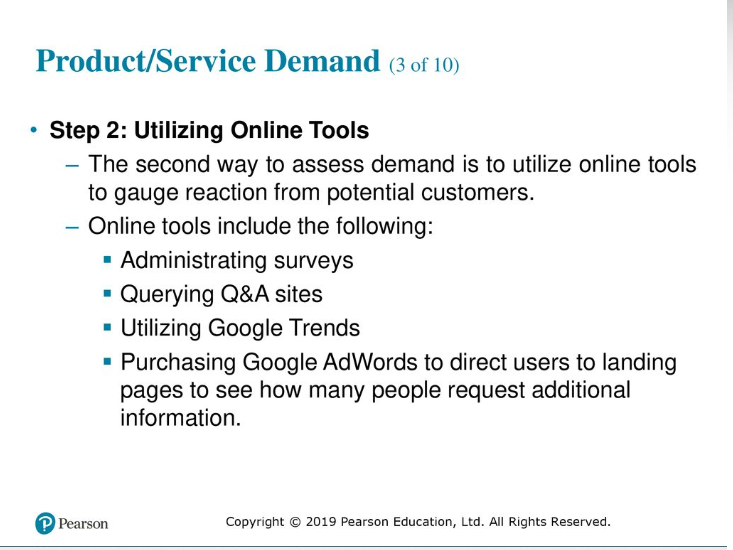 Product/Service Demand (3 of 10)
• Step 2: Utilizing Online Tools
– The second way to assess demand is to utilize online tools
to gauge reaction from potential customers.
– Online tools include the following:
▪ Administrating surveys
▪ Querying Q&A sites
▪ Utilizing Google Trends
▪ Purchasing Google AdWords to direct users to landing
pages to see how many people request additional
information.
P Pearson
Copyright © 2019 Pearson Education, Ltd. All Rights Reserved.